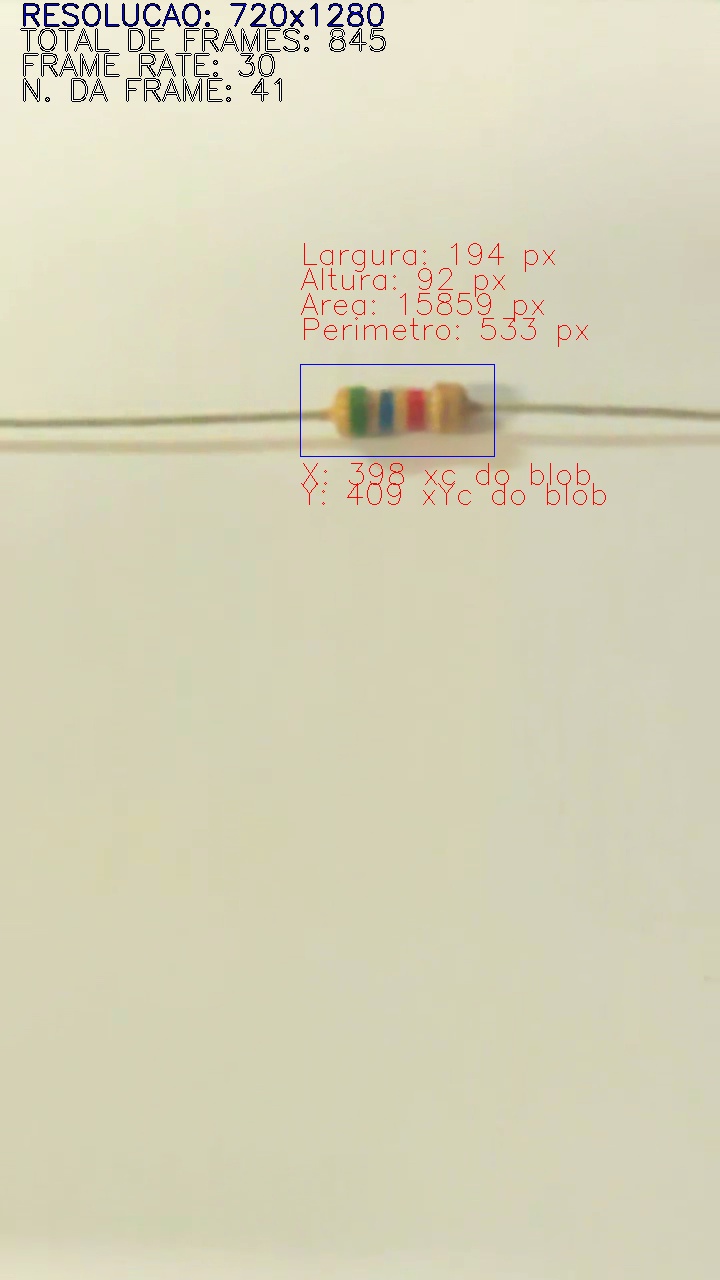 RESOLUCAO: 720x1280
TOTAL DE FRAMES: 845
FRAME RATE: 30
N. DA FRAME: 41
Largura: 194 px
Altura: 92 px
Area: 15859 px
Perimetro: 533 px
X: 398 xc do blob
Y: 409 xYc do blob